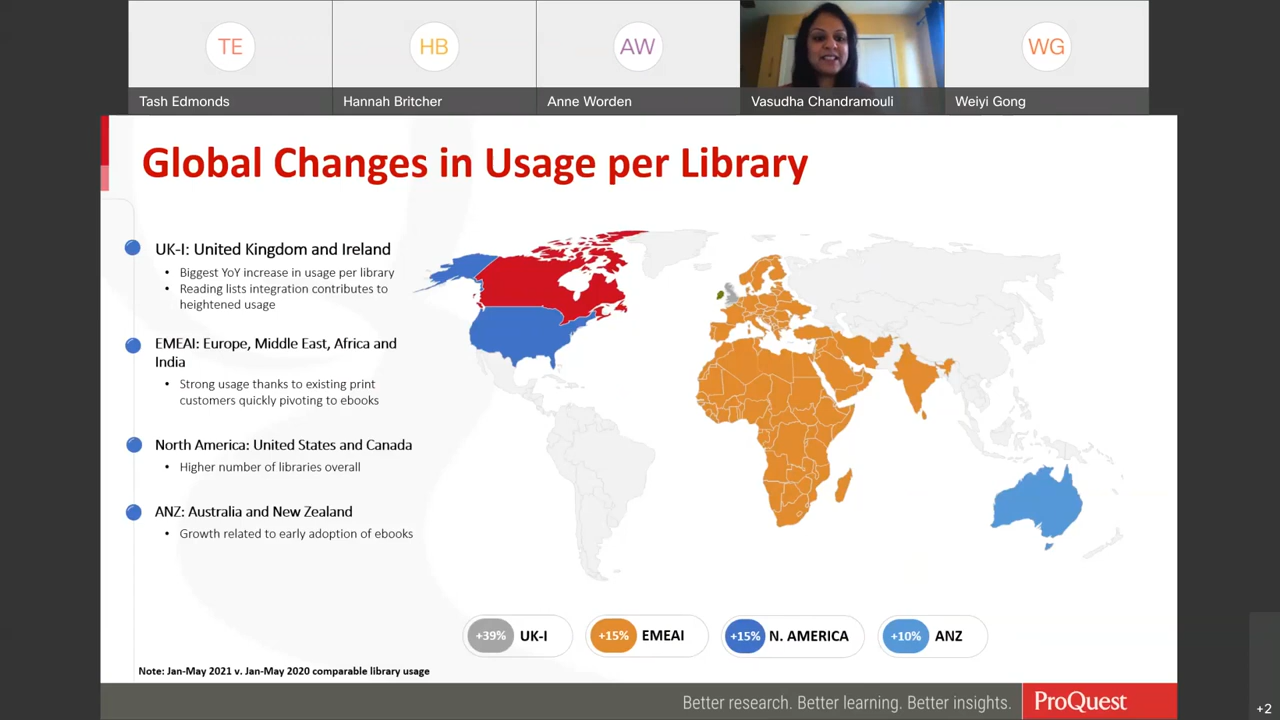 TE
HB
AW
WG
Tash Edmonds
Hannah Britcher
Anne Worden
Vasudha Chandramouli
Weiyi Gong
Global Changes in Usage per Library
UK-I: United Kingdom and Ireland
• Biggest YoY increase in usage per library
• Reading lists integration contributes to
heightened usage
EMEAI: Europe, Middle East, Africa and
India
• Strong usage thanks to existing print
customers quickly pivoting to ebooks
North America: United States and Canada
• Higher number of libraries overall
ANZ: Australia and New Zealand
• Growth related to early adoption of ebooks
+39% UK-I
+15% EMEAI
+15% N. AMERICA
+10% ANZ
Note: Jan-May 2021 v. Jan-May 2020 comparable library usage
Better research. Better learning. Better insights.
ProQuest
+2